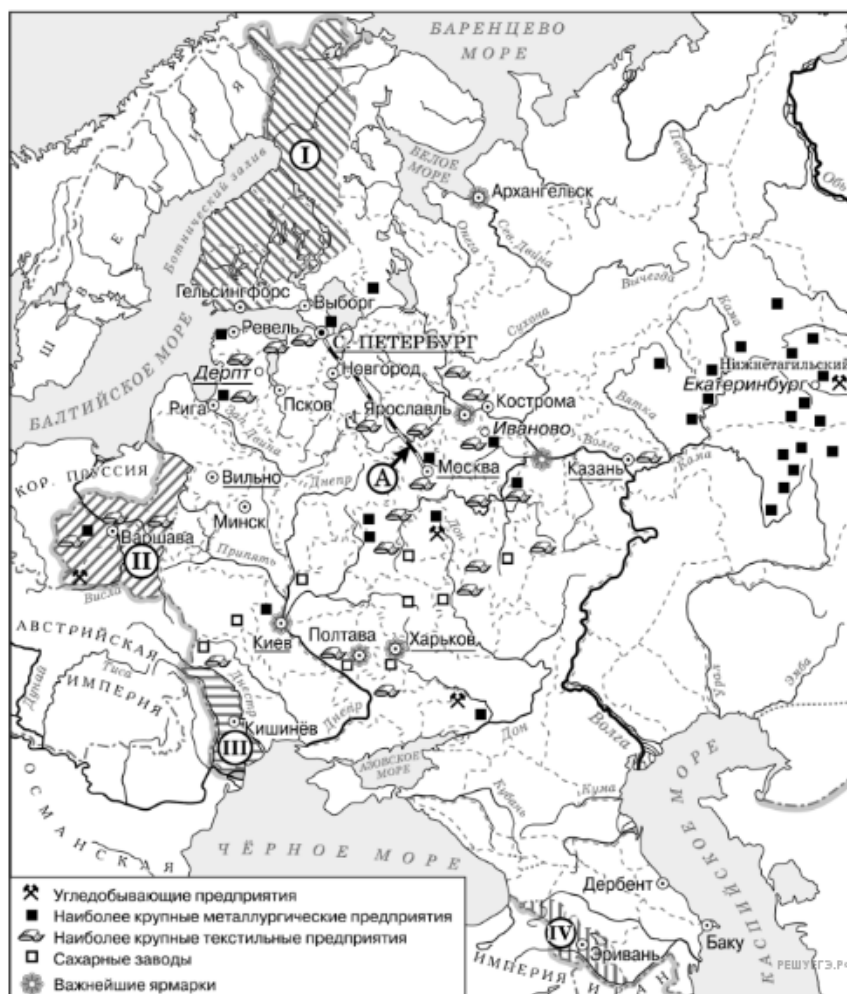 БАРЕНЦЕВО
МОРЕ
БЕЛОЕ
МОРЕ
Печора
Обь
I
Архангельск
Ботнический залив
Онега
Сев. Двина
Вычегда
Сухона
Кама
Ш В Е Ц И Я
Гельсингфорс
Выборг
БАЛТИЙСКОЕ МОРЕ
Ревель
С.-ПЕТЕРБУРГ
Новгород
Нижнетагильский
Екатеринбург
Дерпт
Псков
Рига
Зап. Двина
Ярославль
Кострома
Иваново
Вятка
Волга
Казань
Кама
КОР. ПРУССИЯ
Вильно
Днепр
А
Москва
Минск
Варшава
II
Припять
Дон
Висла
АВСТРИЙСКАЯ
ИМПЕРИЯ
Тиса
Дунай
Киев
Полтава
Харьков
Днестр
Днепр
Кишинёв
III
Дон
Волга
Урал
Эмба
АЗОВСКОЕ
МОРЕ
ОСМАНСКАЯ
Кубань
Кума
ЧЁРНОЕ МОРЕ
КАСПИЙСКОЕ МОРЕ
Дербент
IV
Эривань
Баку
ИМПЕРИЯ
ИРАН
Угледобывающие предприятия
Наиболее крупные металлургические предприятия
Наиболее крупные текстильные предприятия
Сахарные заводы
Важнейшие ярмарки
РЕШУЕГЭ.РФ